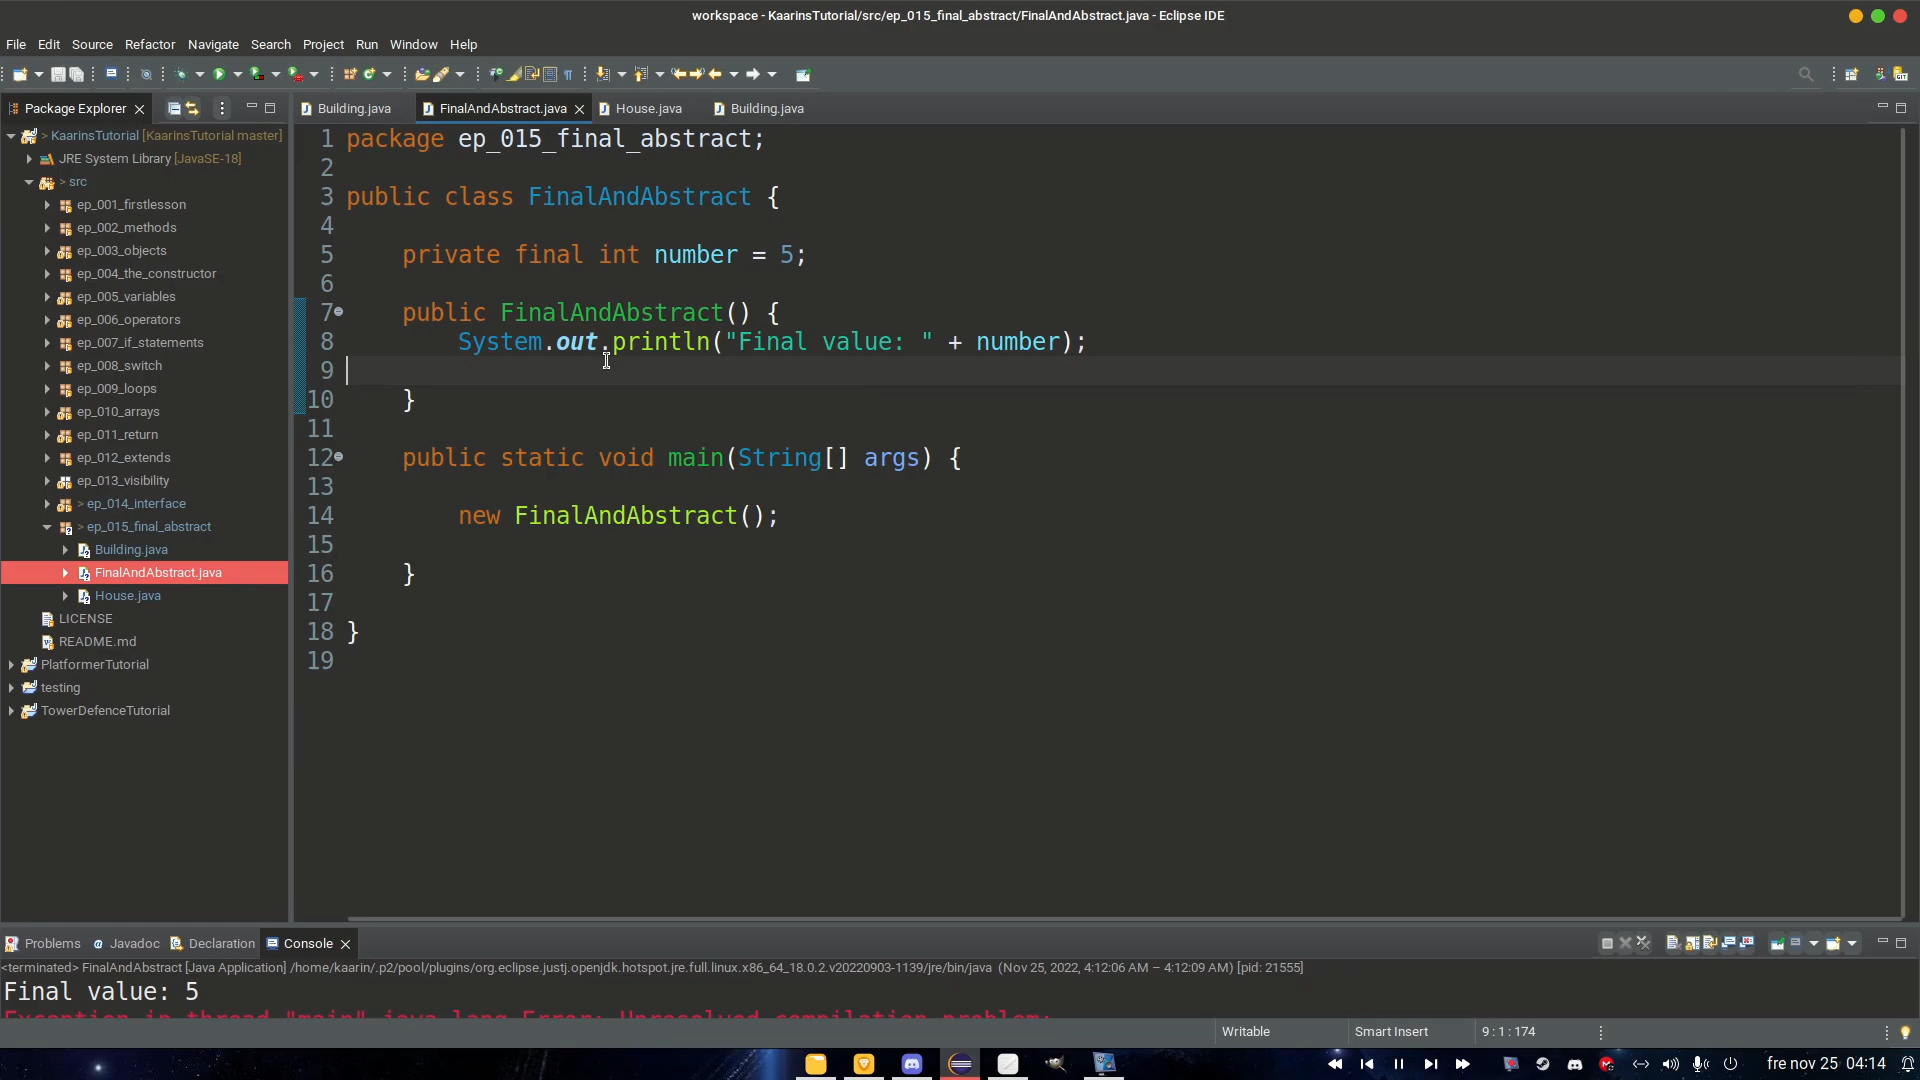 workspace - KaarinsTutorial/src/ep_015_final_abstract/FinalAndAbstract.java - Eclipse IDE
File Edit Source Refactor Navigate Search Project Run Window Help
Package Explorer
Building.java FinalAndAbstract.java House.java Building.java
> KaarinsTutorial [KaarinsTutorial master]
JRE System Library [JavaSE-18]
> src
ep_001_firstlesson
ep_002_methods
ep_003_objects
ep_004_the_constructor
ep_005_variables
ep_006_operators
ep_007_if_statements
ep_008_switch
ep_009_loops
ep_010_arrays
ep_011_return
ep_012_extends
ep_013_visibility
> ep_014_interface
> ep_015_final_abstract
Building.java
FinalAndAbstract.java
House.java
LICENSE
README.md
PlatformerTutorial
testing
TowerDefenceTutorial
1 package ep_015_final_abstract;
2
3 public class FinalAndAbstract {
4
5 private final int number = 5;
6
7 public FinalAndAbstract() {
8 System.out.println("Final value: " + number);
9
10 }
11
12 public static void main(String[] args) {
13
14 new FinalAndAbstract();
15
16 }
17
18 }
19
Problems Javadoc Declaration Console
<terminated> FinalAndAbstract [Java Application] /home/kaarin/.p2/pool/plugins/org.eclipse.justj.openjdk.hotspot.jre.full.linux.x86_64_18.0.2.v20220903-1139/jre/bin/java (Nov 25, 2022, 4:12:06 AM – 4:12:09 AM) [pid: 21555]
Final value: 5
Exception in thread "main" java.lang.Error: Unresolved compilation problem:
Writable Smart Insert 9 : 1 : 174
fre nov 25 04:14